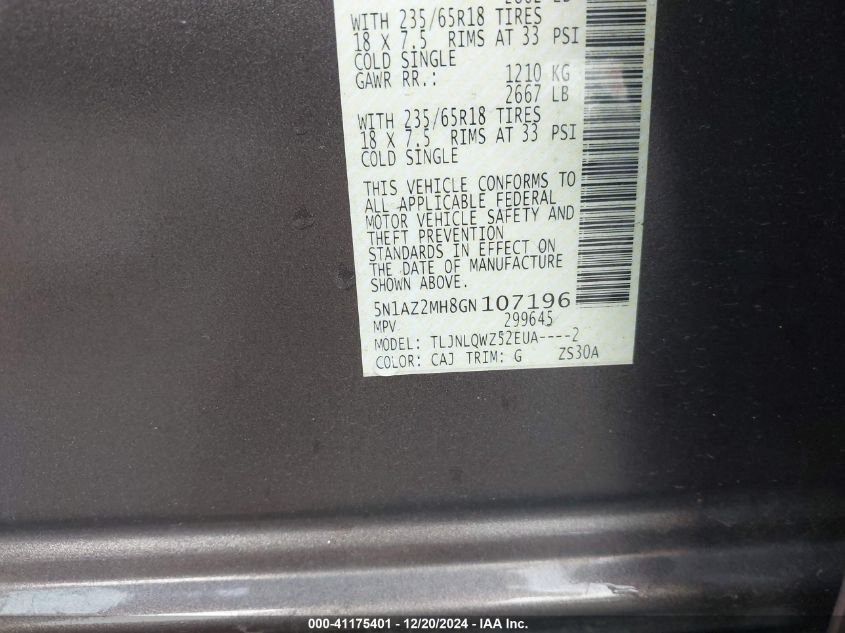 WITH 235/65R18 TIRES
18 X 7.5 RIMS AT 33 PSI
COLD SINGLE
GAWR RR.: 1210 KG
2667 LB
WITH 235/65R18 TIRES
18 X 7.5 RIMS AT 33 PSI
COLD SINGLE
THIS VEHICLE CONFORMS TO
ALL APPLICABLE FEDERAL
MOTOR VEHICLE SAFETY AND
THEFT PREVENTION
STANDARDS IN EFFECT ON
THE DATE OF MANUFACTURE
SHOWN ABOVE.
5N1AZ2MH8GN107196
MPV 299645
MODEL: TLJNLQWZ52EUA----2
COLOR: CAJ TRIM: G ZS30A
000-41175401 - 12/20/2024 - IAAI Inc.